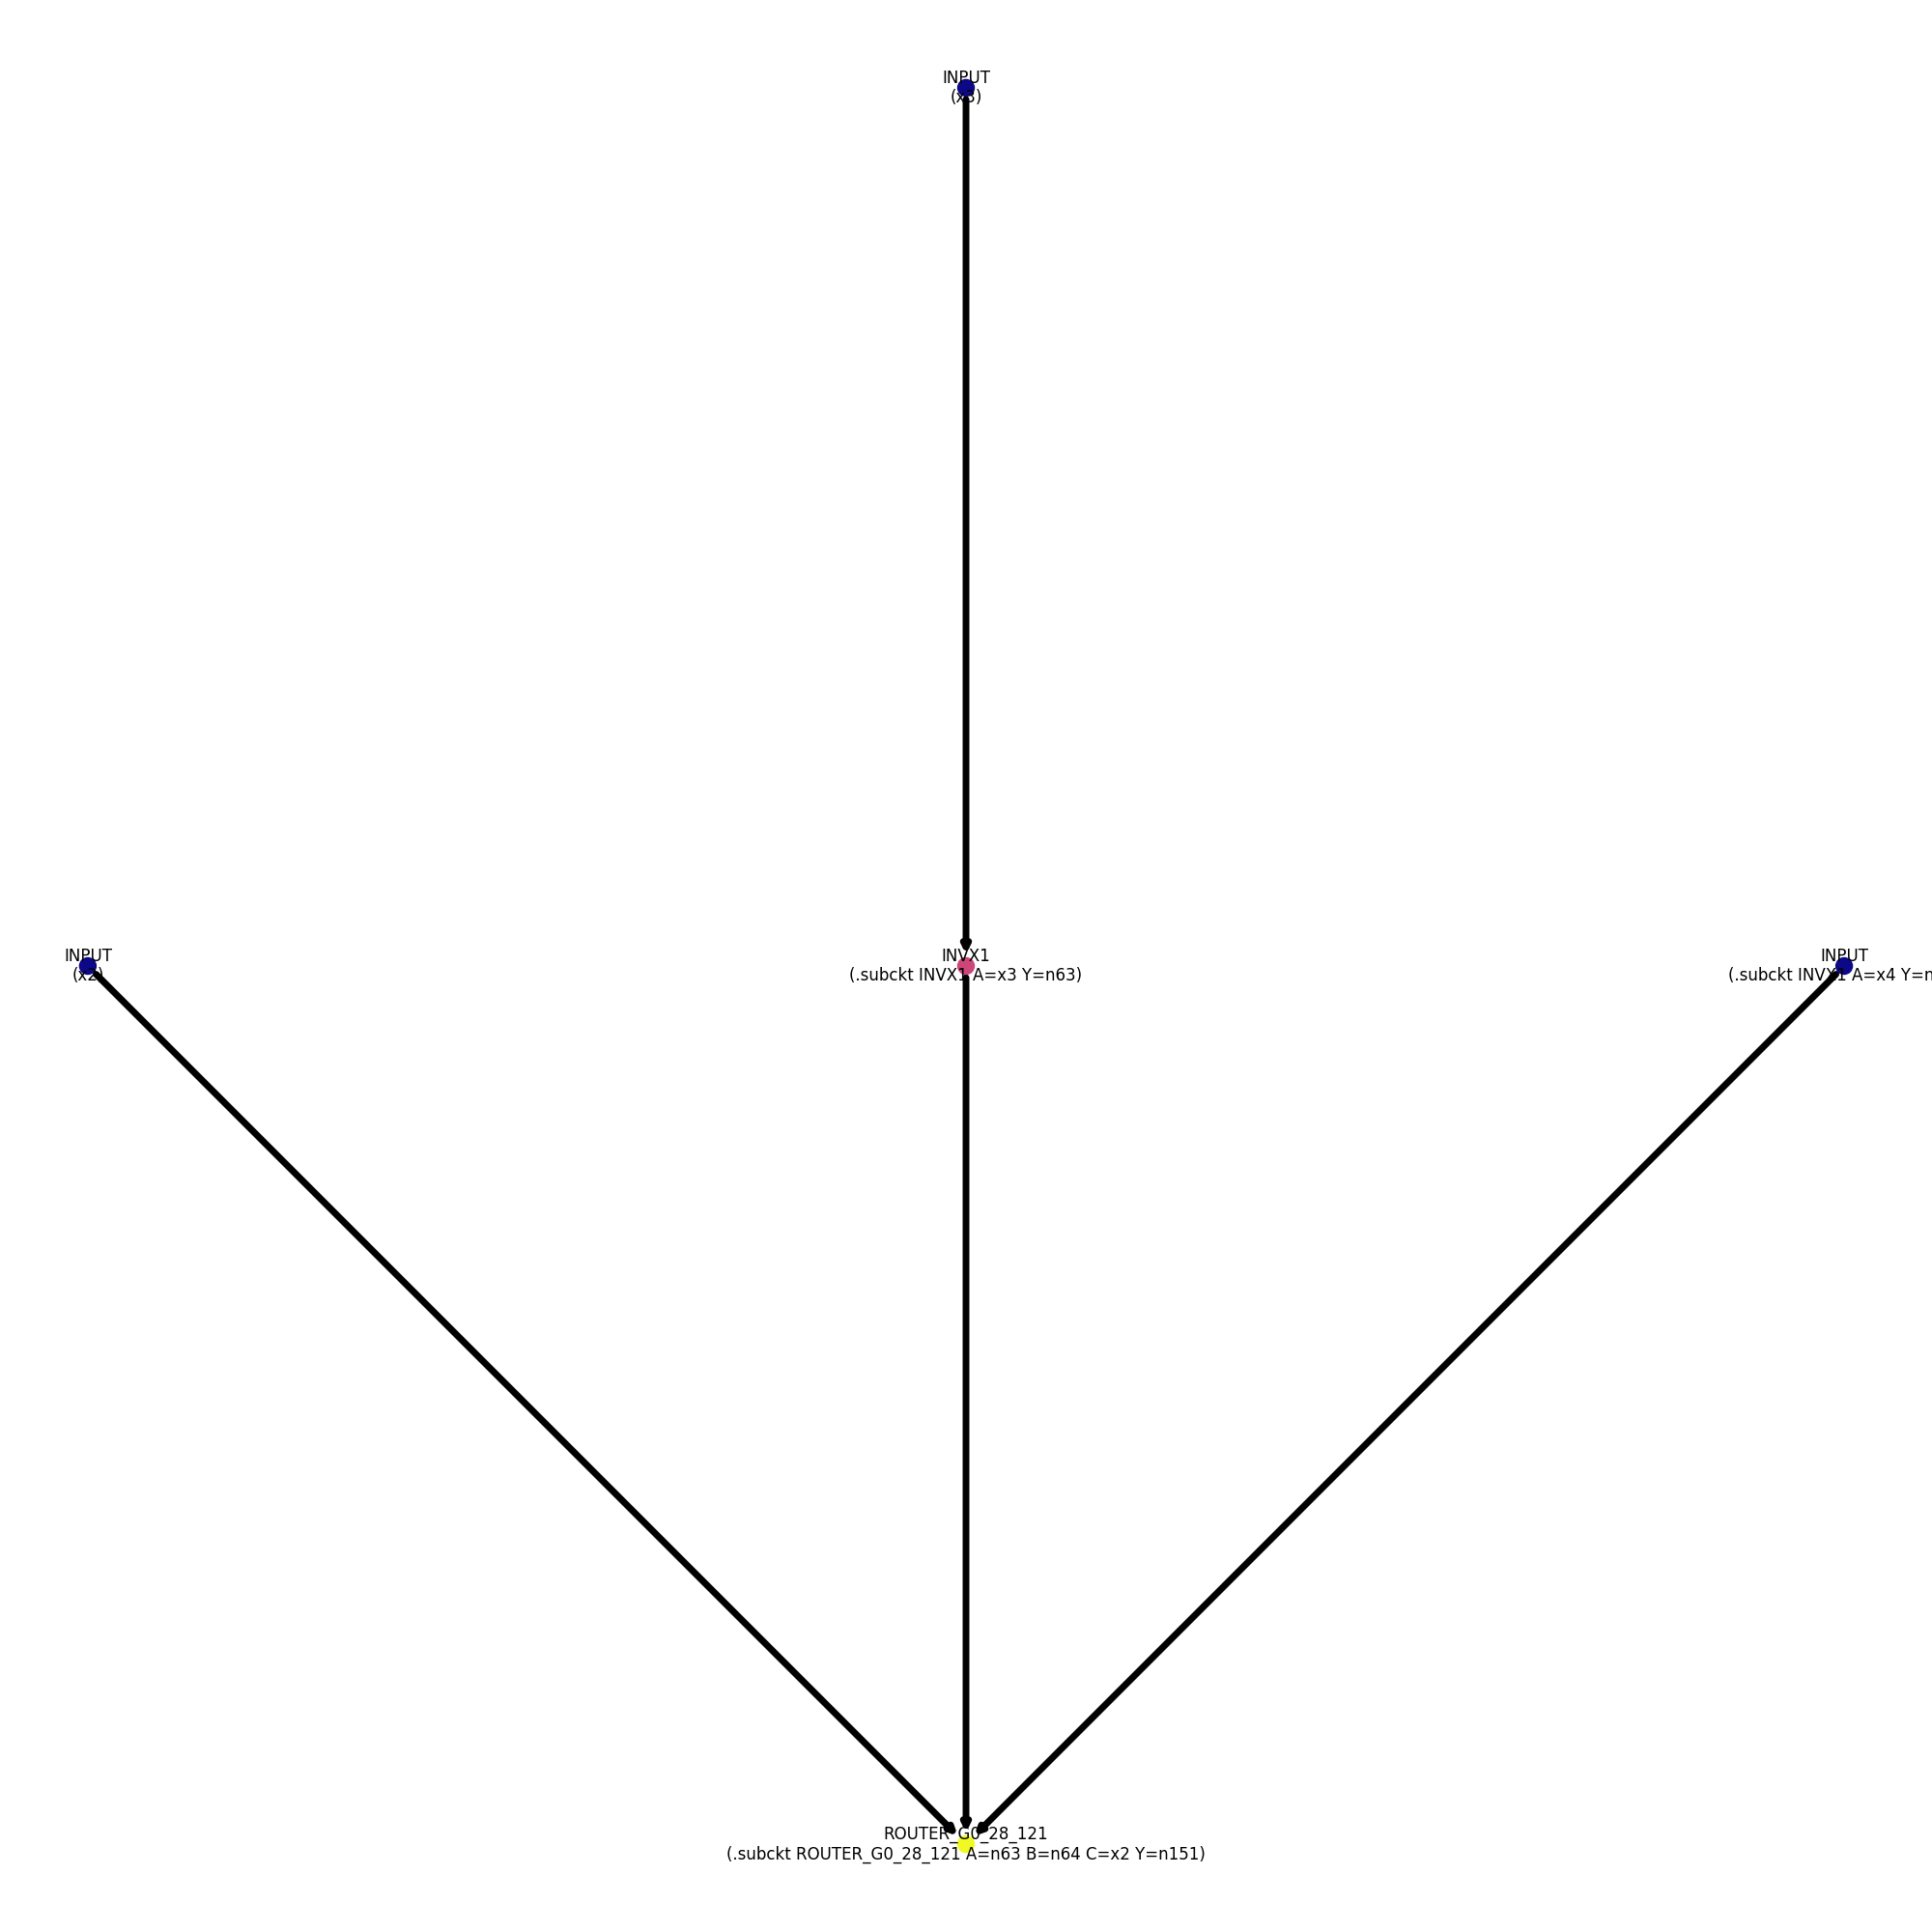 INPUT
(x3)
INPUT
(x2)
INVX1
(.subckt INVX1 A=x3 Y=n63)
INPUT
(.subckt INVX1 A=x4 Y=n
ROUTER_G0_28_121
(.subckt ROUTER_G0_28_121 A=n63 B=n64 C=x2 Y=n151)